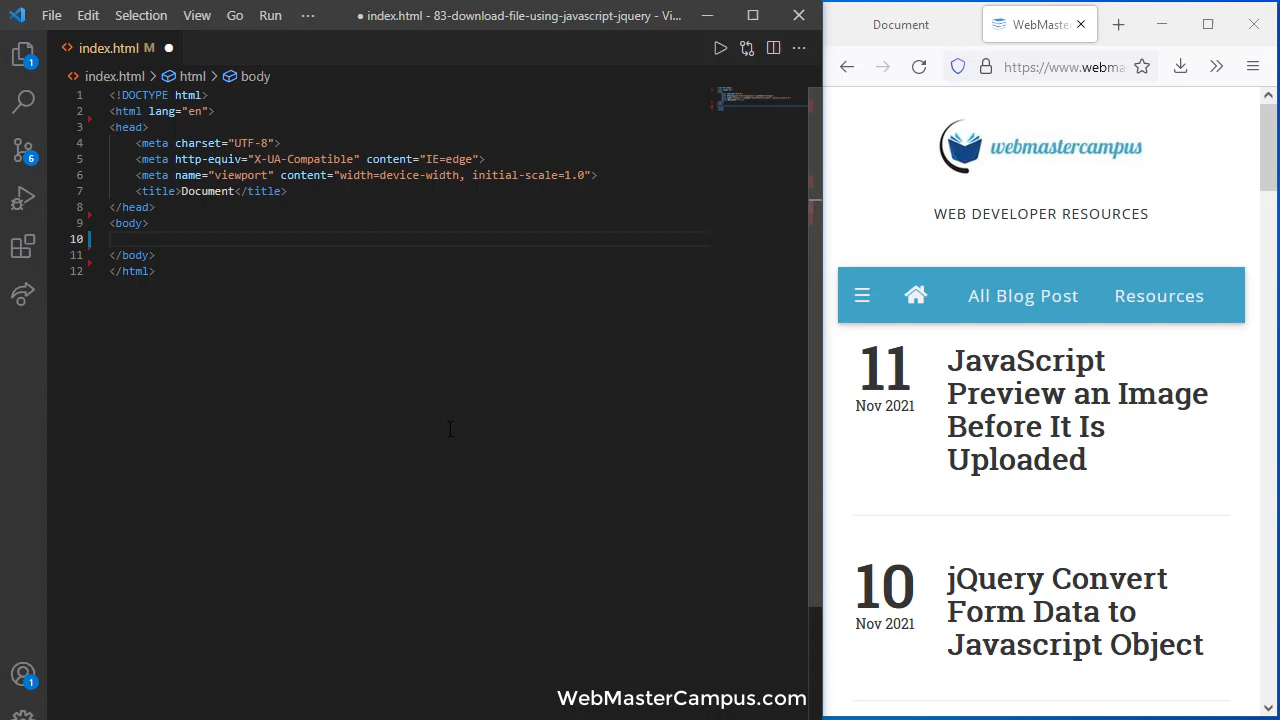 File Edit Selection View Go Run ··· ● index.html - 83-download-file-using-javascript-jquery - Vi...
index.html M
index.html > html > body
1 <!DOCTYPE html>
2 <html lang="en">
3 <head>
4 <meta charset="UTF-8">
5 <meta http-equiv="X-UA-Compatible" content="IE=edge">
6 <meta name="viewport" content="width=device-width, initial-scale=1.0">
7 <title>Document</title>
8 </head>
9 <body>
10
11 </body>
12 </html>
1
6
1
WebMasterCampus.com
Document WebMaste
https://www.webma
webmastercampus
WEB DEVELOPER RESOURCES
All Blog Post Resources
11
Nov 2021
JavaScript
Preview an Image
Before It Is
Uploaded
10
Nov 2021
jQuery Convert
Form Data to
Javascript Object